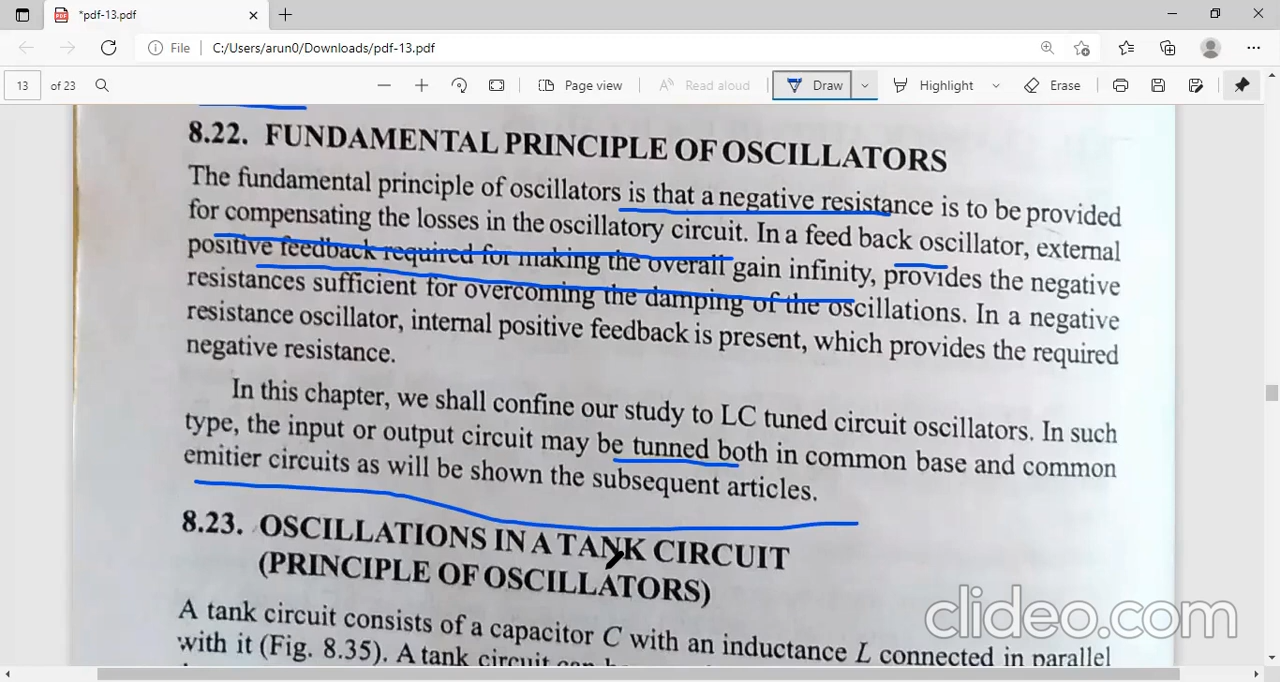 *pdf-13.pdf
File C:/Users/arun0/Downloads/pdf-13.pdf
13 of 23 Page view Read aloud Draw Highlight Erase
8.22. FUNDAMENTAL PRINCIPLE OF OSCILLATORS
The fundamental principle of oscillators is that a negative resistance is to be provided
for compensating the losses in the oscillatory circuit. In a feed back oscillator, external
positive feedback required for making the overall gain infinity, provides the negative
resistances sufficient for overcoming the damping of the oscillations. In a negative
resistance oscillator, internal positive feedback is present, which provides the required
negative resistance.
In this chapter, we shall confine our study to LC tuned circuit oscillators. In such
type, the input or output circuit may be tunned both in common base and common
emitier circuits as will be shown the subsequent articles.
8.23. OSCILLATIONS IN A TANK CIRCUIT
(PRINCIPLE OF OSCILLATORS)
A tank circuit consists of a capacitor C with an inductance L connected in parallel
with it (Fig. 8.35). A tank circuit
clideo.com